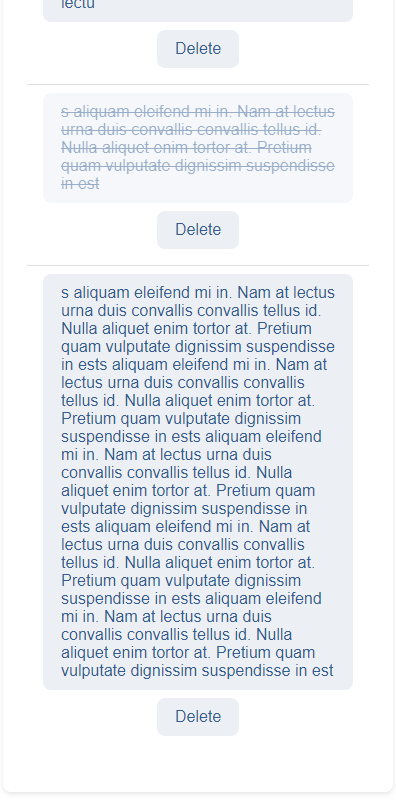 lectu
Delete
s aliquam eleifend mi in. Nam at lectus
urna duis convallis convallis tellus id.
Nulla aliquet enim tortor at. Pretium
quam vulputate dignissim suspendisse
in est
Delete
s aliquam eleifend mi in. Nam at lectus
urna duis convallis convallis tellus id.
Nulla aliquet enim tortor at. Pretium
quam vulputate dignissim suspendisse
in ests aliquam eleifend mi in. Nam at
lectus urna duis convallis convallis
tellus id. Nulla aliquet enim tortor at.
Pretium quam vulputate dignissim
suspendisse in ests aliquam eleifend
mi in. Nam at lectus urna duis
convallis convallis tellus id. Nulla
aliquet enim tortor at. Pretium quam
vulputate dignissim suspendisse in
ests aliquam eleifend mi in. Nam at
lectus urna duis convallis convallis
tellus id. Nulla aliquet enim tortor at.
Pretium quam vulputate dignissim
suspendisse in ests aliquam eleifend
mi in. Nam at lectus urna duis
convallis convallis tellus id. Nulla
aliquet enim tortor at. Pretium quam
vulputate dignissim suspendisse in est
Delete